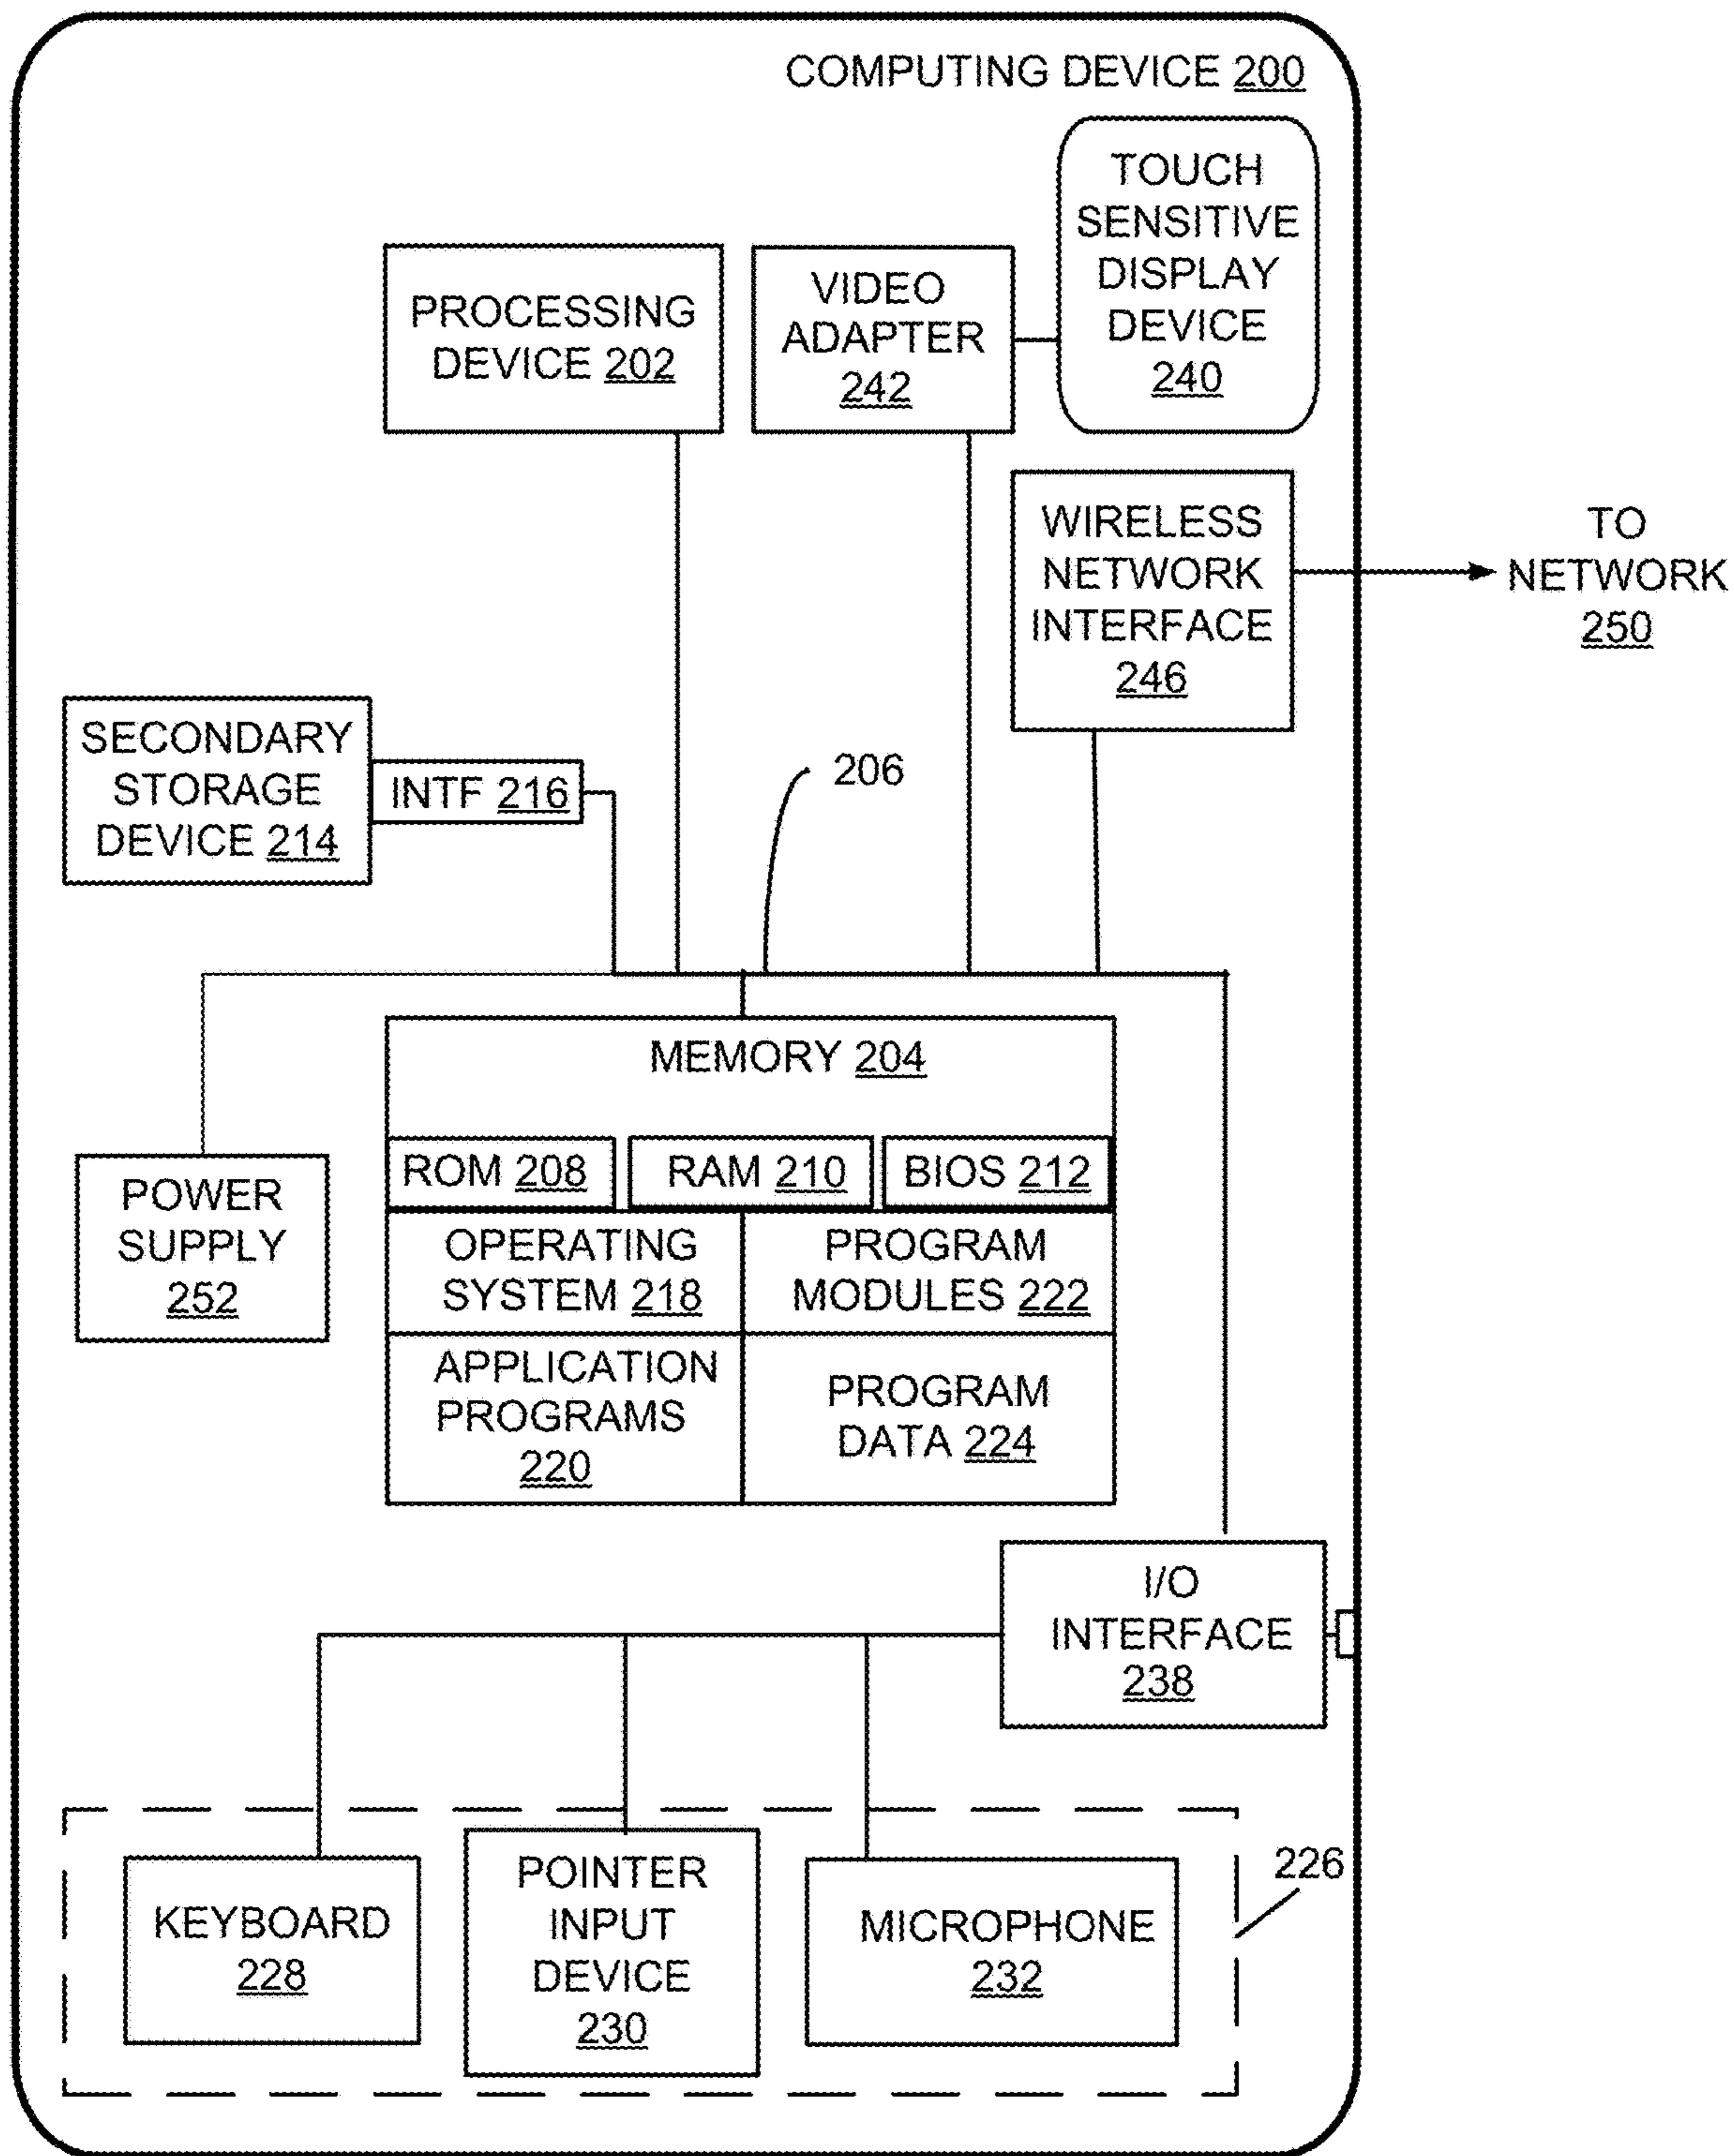 COMPUTING DEVICE 200
TOUCH
SENSITIVE
DISPLAY
DEVICE
240
PROCESSING
DEVICE 202
VIDEO
ADAPTER
242
WIRELESS
NETWORK
INTERFACE
246
TO
NETWORK
250
SECONDARY
STORAGE
DEVICE 214
INTF 216
206
MEMORY 204
ROM 208
RAM 210
BIOS 212
POWER
SUPPLY
252
OPERATING
SYSTEM 218
PROGRAM
MODULES 222
APPLICATION
PROGRAMS
220
PROGRAM
DATA 224
I/O
INTERFACE
238
226
KEYBOARD
228
POINTER
INPUT
DEVICE
230
MICROPHONE
232